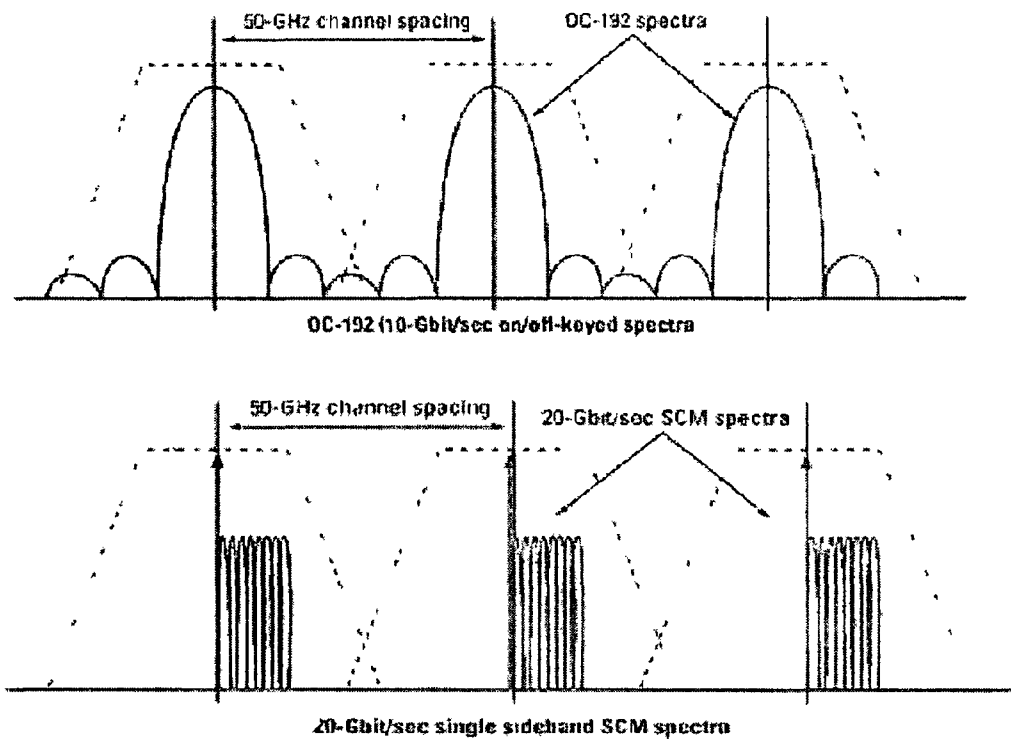 50-GHz channel spacing
OC-192 spectra
OC-192 (10-Gbit/sec on/off-keyed spectra
50-GHz channel spacing
20-Gbit/sec SCM spectra
20-Gbit/sec single sideband SCM spectra